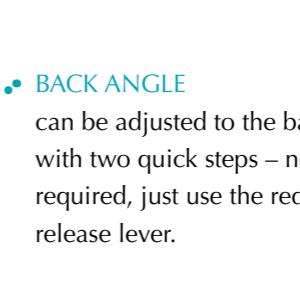 BACK ANGLE
can be adjusted to the
with two quick steps –
required, just use the
release lever.